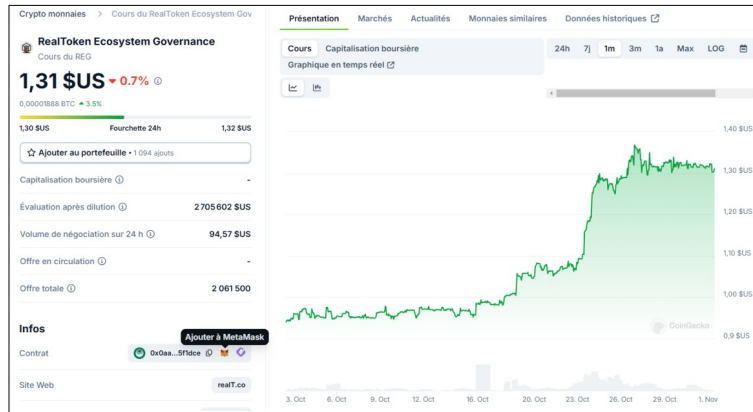 Crypto monnaies > Cours du RealToken Ecosystem Gov
RealToken Ecosystem Governance
Cours du REG
1,31 $US ▼ 0.7%
0,00001888 BTC ▲ 3.5%
1,30 $US Fourchette 24h 1,32 $US
Ajouter au portefeuille • 1 094 ajouts
Capitalisation boursière -
Évaluation après dilution 2 705 602 $US
Volume de négociation sur 24 h 94,57 $US
Offre en circulation -
Offre totale 2 061 500
Infos
Ajouter à MetaMask
Contrat 0x0aa...5f1dce
Site Web realT.co
Présentation Marchés Actualités Monnaies similaires Données historiques
Cours Capitalisation boursière
Graphique en temps réel
24h 7j 1m 3m 1a Max LOG
1,40 $US
1,30 $US
1,20 $US
1,10 $US
1,00 $US
0,9 $US
CoinGecko
3. Oct 6. Oct 9. Oct 12. Oct 16. Oct 20. Oct 23. Oct 26. Oct 29. Oct 1. Nov